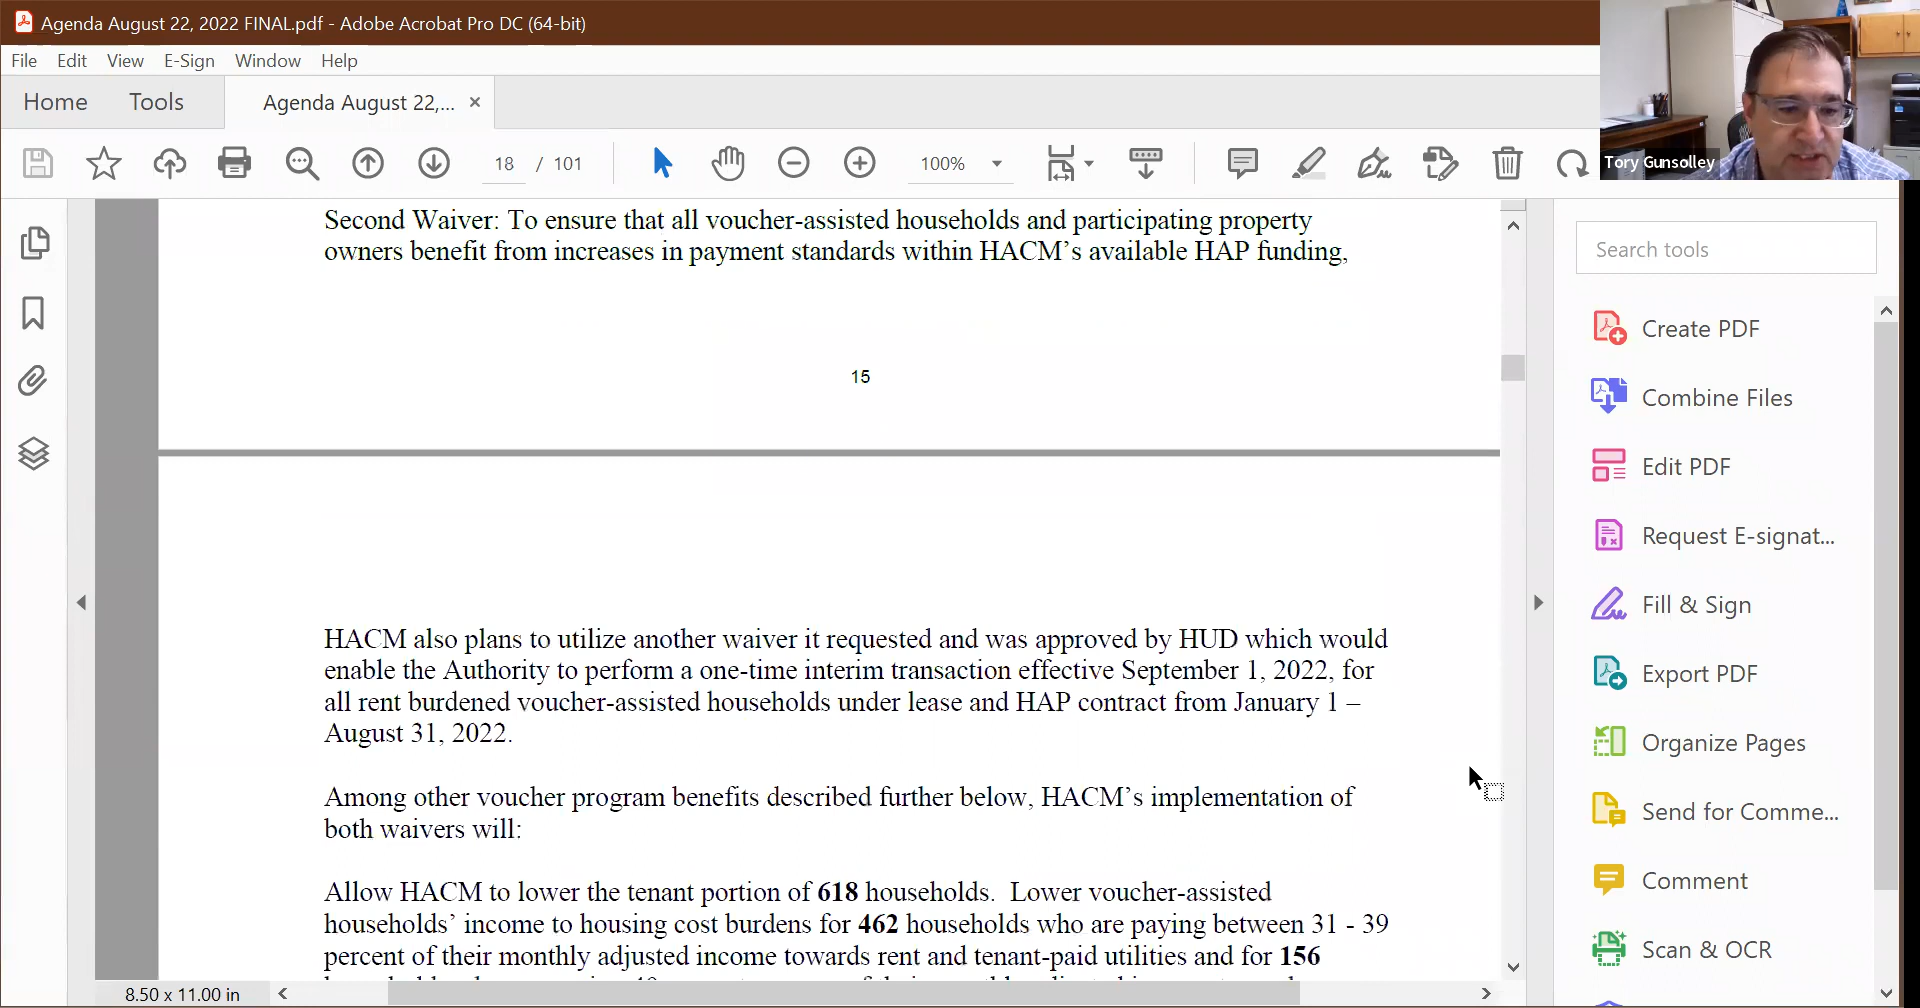 Agenda August 22, 2022 FINAL.pdf - Adobe Acrobat Pro DC (64-bit)
File Edit View E-Sign Window Help
Home Tools Agenda August 22,... ×
18 / 101 100%
Tory Gunsolley
Second Waiver: To ensure that all voucher-assisted households and participating property
owners benefit from increases in payment standards within HACM’s available HAP funding,
15
HACM also plans to utilize another waiver it requested and was approved by HUD which would
enable the Authority to perform a one-time interim transaction effective September 1, 2022, for
all rent burdened voucher-assisted households under lease and HAP contract from January 1 –
August 31, 2022.
Among other voucher program benefits described further below, HACM’s implementation of
both waivers will:
Allow HACM to lower the tenant portion of 618 households.  Lower voucher-assisted
households’ income to housing cost burdens for 462 households who are paying between 31 - 39
percent of their monthly adjusted income towards rent and tenant-paid utilities and for 156
8.50 x 11.00 in
Search tools
Create PDF
Combine Files
Edit PDF
Request E-signat...
Fill & Sign
Export PDF
Organize Pages
Send for Comme...
Comment
Scan & OCR